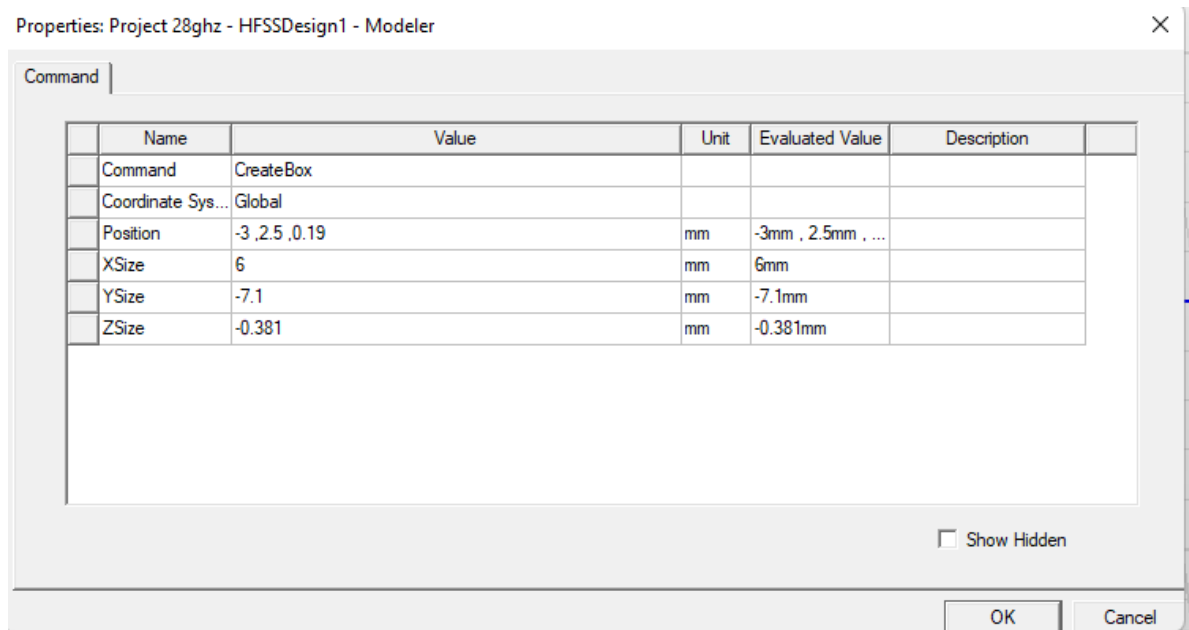 Properties: Project 28ghz - HFSSDesign1 - Modeler
Command
Name Value Unit Evaluated Value Description
Command CreateBox
Coordinate Sys... Global
Position -3 ,2.5 ,0.19 mm -3mm , 2.5mm , ...
XSize 6 mm 6mm
YSize -7.1 mm -7.1mm
ZSize -0.381 mm -0.381mm
Show Hidden
OK Cancel